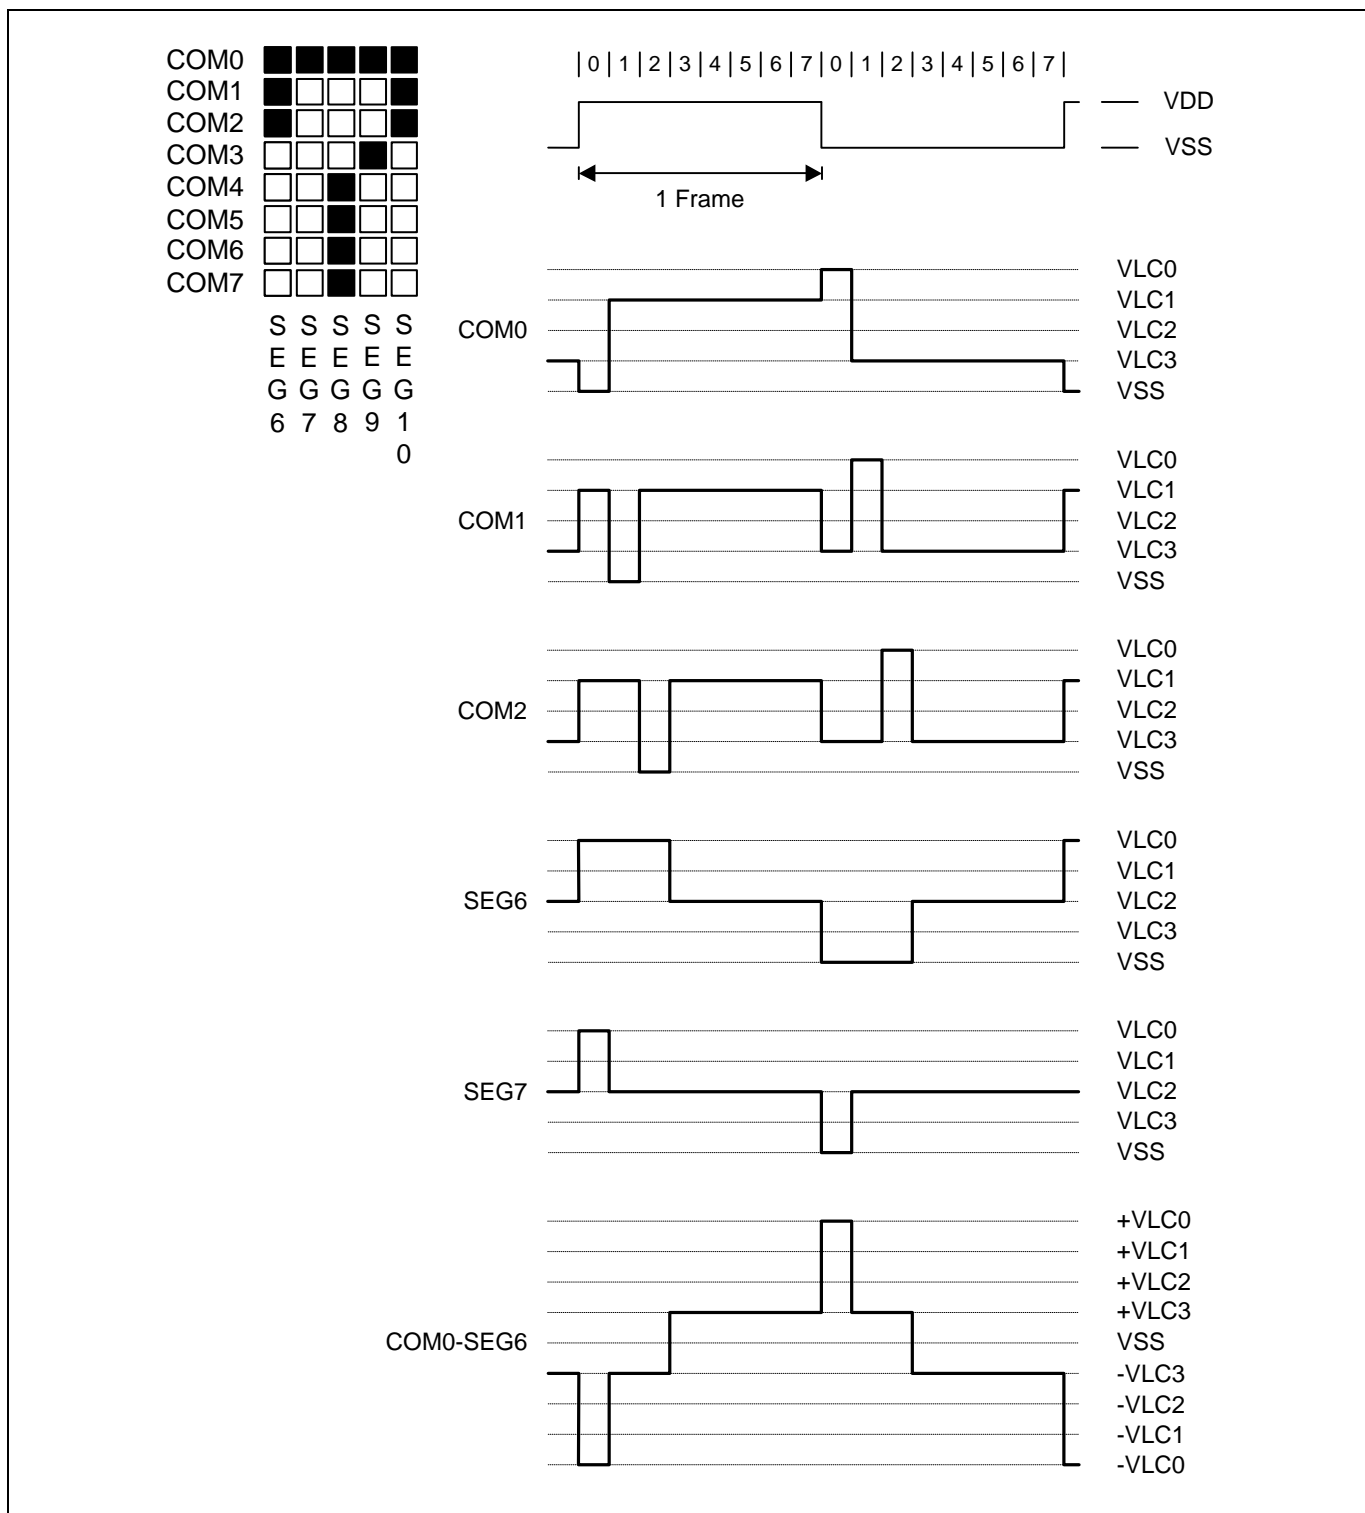 COM0
COM1
COM2
COM3
COM4
COM5
COM6
COM7
S S S S S
E E E E E
G G G G G
6 7 8 9 1
0
0 1 2 3 4 5 6 7 0 1 2 3 4 5 6 7
VDD
VSS
1 Frame
COM0
VLC0
VLC1
VLC2
VLC3
VSS
COM1
VLC0
VLC1
VLC2
VLC3
VSS
COM2
VLC0
VLC1
VLC2
VLC3
VSS
SEG6
VLC0
VLC1
VLC2
VLC3
VSS
SEG7
VLC0
VLC1
VLC2
VLC3
VSS
COM0-SEG6
+VLC0
+VLC1
+VLC2
+VLC3
VSS
-VLC3
-VLC2
-VLC1
-VLC0